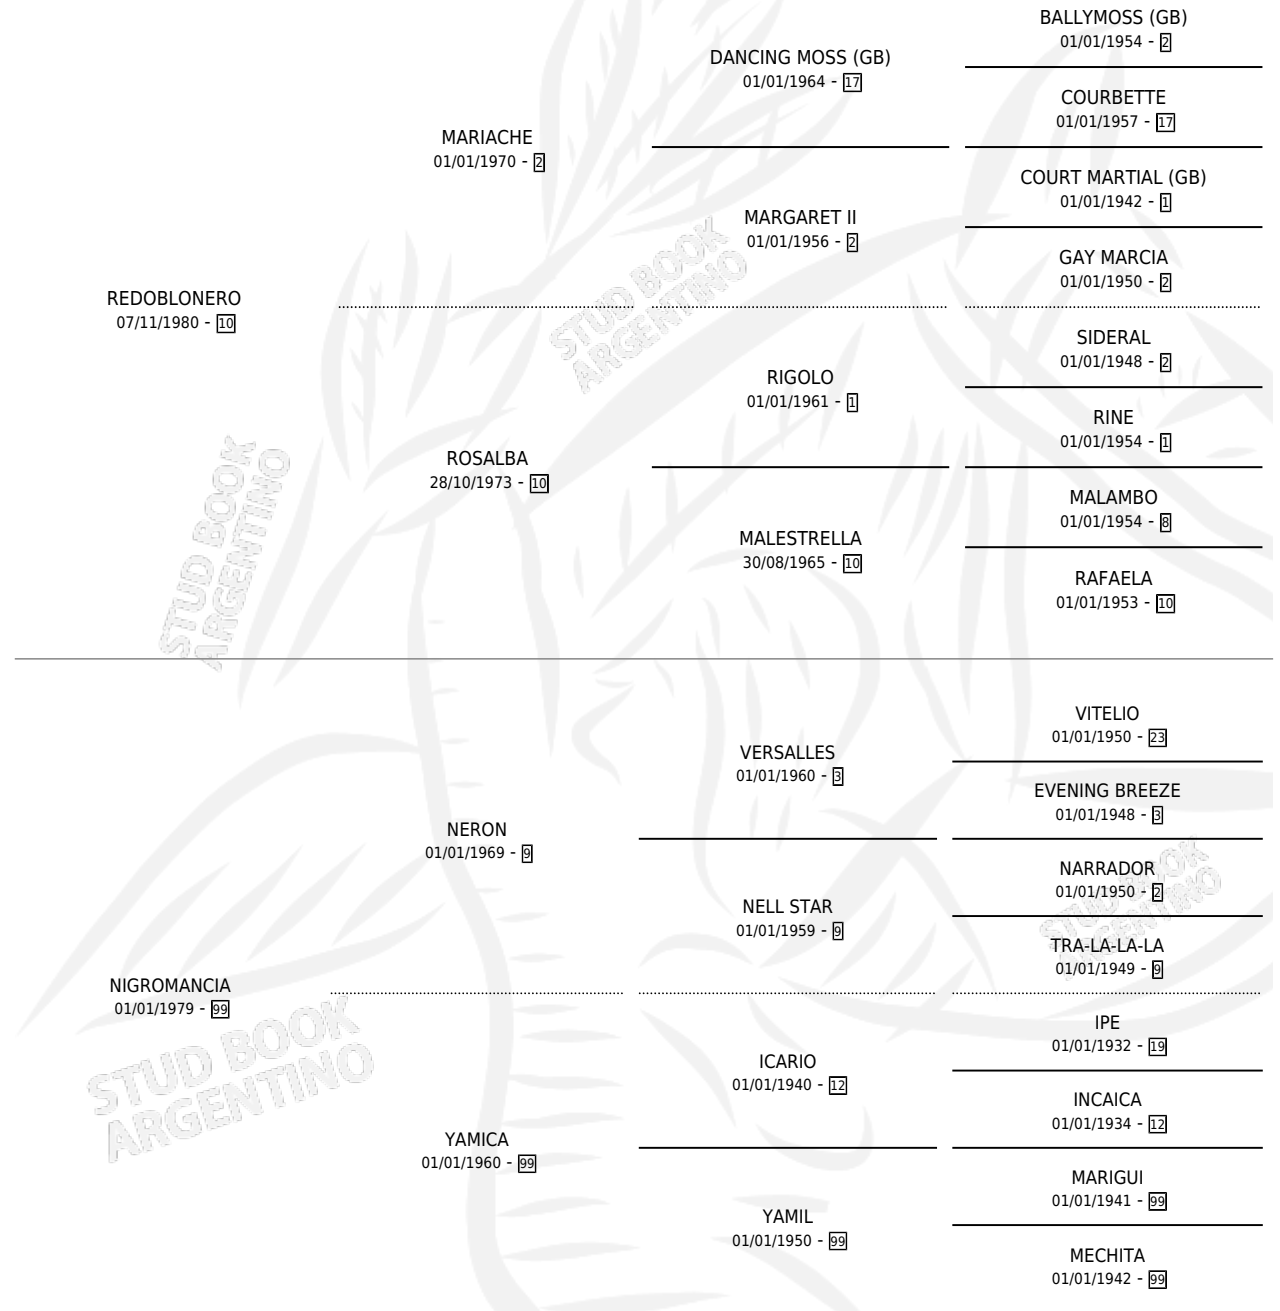 BALLYMOSS (GB)
01/01/1954 - 2
DANCING MOSS (GB)
01/01/1964 - 17
COURBETTE
01/01/1957 - 17
MARIACHE
01/01/1970 - 2
COURT MARTIAL (GB)
01/01/1942 - 1
MARGARET II
01/01/1956 - 2
GAY MARCIA
01/01/1950 - 2
REDOBLONERO
07/11/1980 - 10
STUD BOOK
ARGENTINO
SIDERAL
01/01/1948 - 2
RIGOLO
01/01/1961 - 1
RINE
01/01/1954 - 1
ROSALBA
28/10/1973 - 10
MALAMBO
01/01/1954 - 8
MALESTRELLA
30/08/1965 - 10
RAFAELA
01/01/1953 - 10
STUD BOOK
ARGENTINO
VITELIO
01/01/1950 - 23
VERSALLES
01/01/1960 - 3
EVENING BREEZE
01/01/1948 - 3
NERON
01/01/1969 - 9
NARRADOR
01/01/1950 - 2
NELL STAR
01/01/1959 - 9
TRA-LA-LA-LA
01/01/1949 - 9
STUD BOOK
ARGENTINO
NIGROMANCIA
01/01/1979 - 99
IPE
01/01/1932 - 19
ICARIO
01/01/1940 - 12
INCAICA
01/01/1934 - 12
STUD BOOK
ARGENTINO
YAMICA
01/01/1960 - 99
MARIGUI
01/01/1941 - 99
YAMIL
01/01/1950 - 99
MECHITA
01/01/1942 - 99